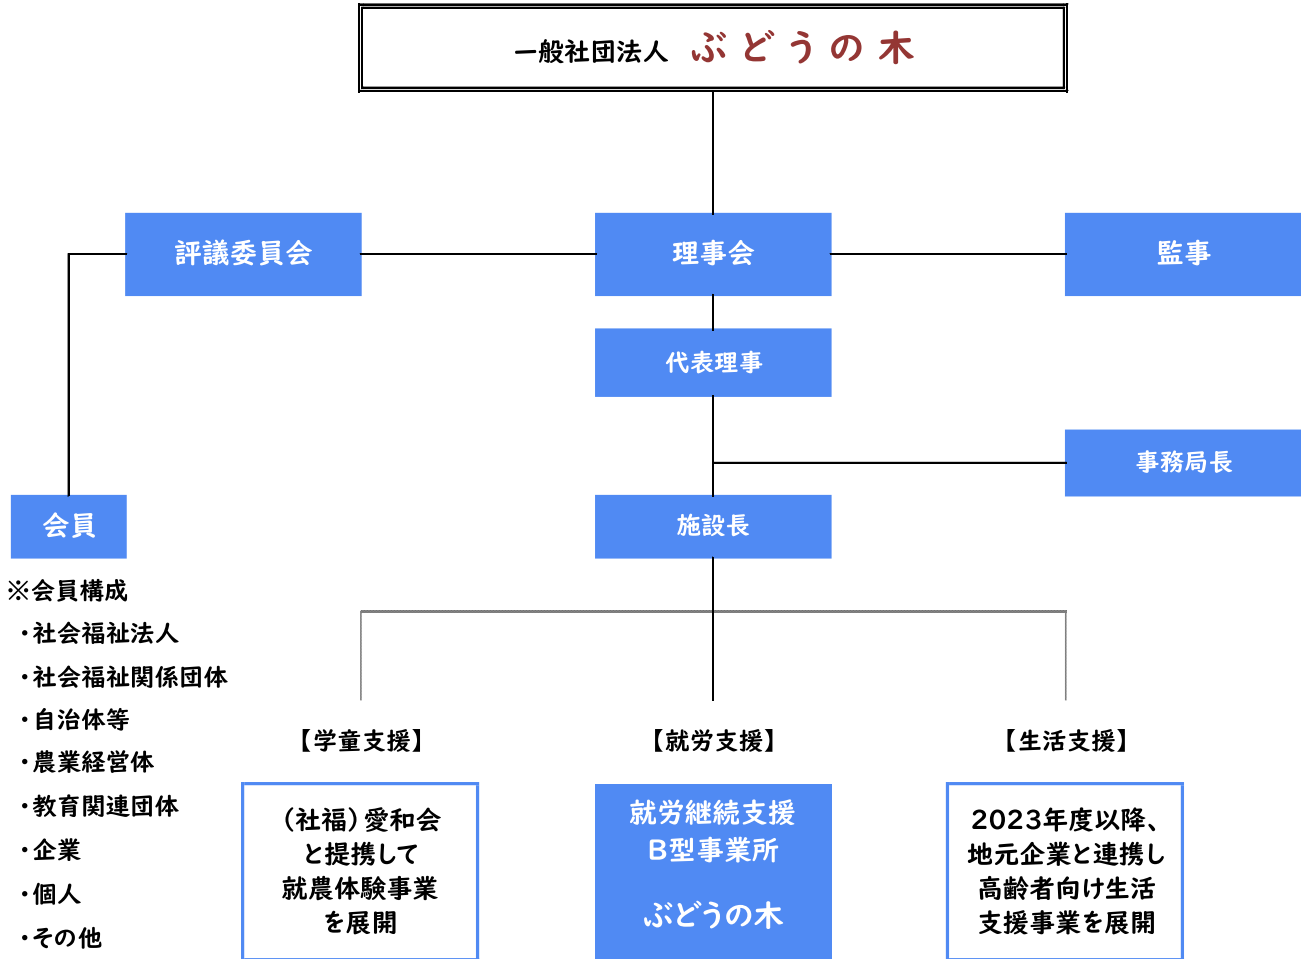 一般社団法人 ぶどうの木
評議委員会
理事会
監事
代表理事
事務局長
会員
施設長
※会員構成
・社会福祉法人
・社会福祉関係団体
・自治体等
・農業経営体
・教育関連団体
・企業
・個人
・その他
【学童支援】
(社福)愛和会
と提携して
就農体験事業
を展開
【就労支援】
就労継続支援
B型事業所
ぶどうの木
【生活支援】
2023年度以降、
地元企業と連携し
高齢者向け生活
支援事業を展開